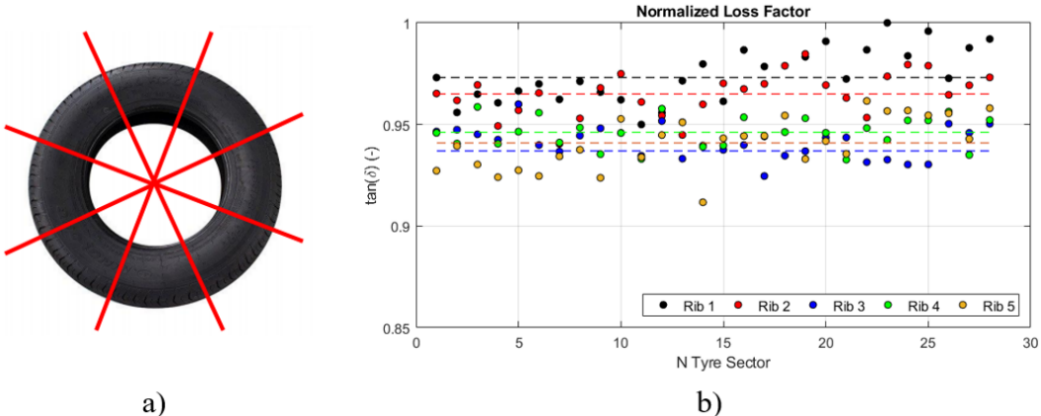 Normalized Loss Factor
1
0.95
0.9
0.85
tan(δ) (-)
Rib 1 Rib 2 Rib 3 Rib 4 Rib 5
0 5 10 15 20 25 30
N Tyre Sector
a) b)